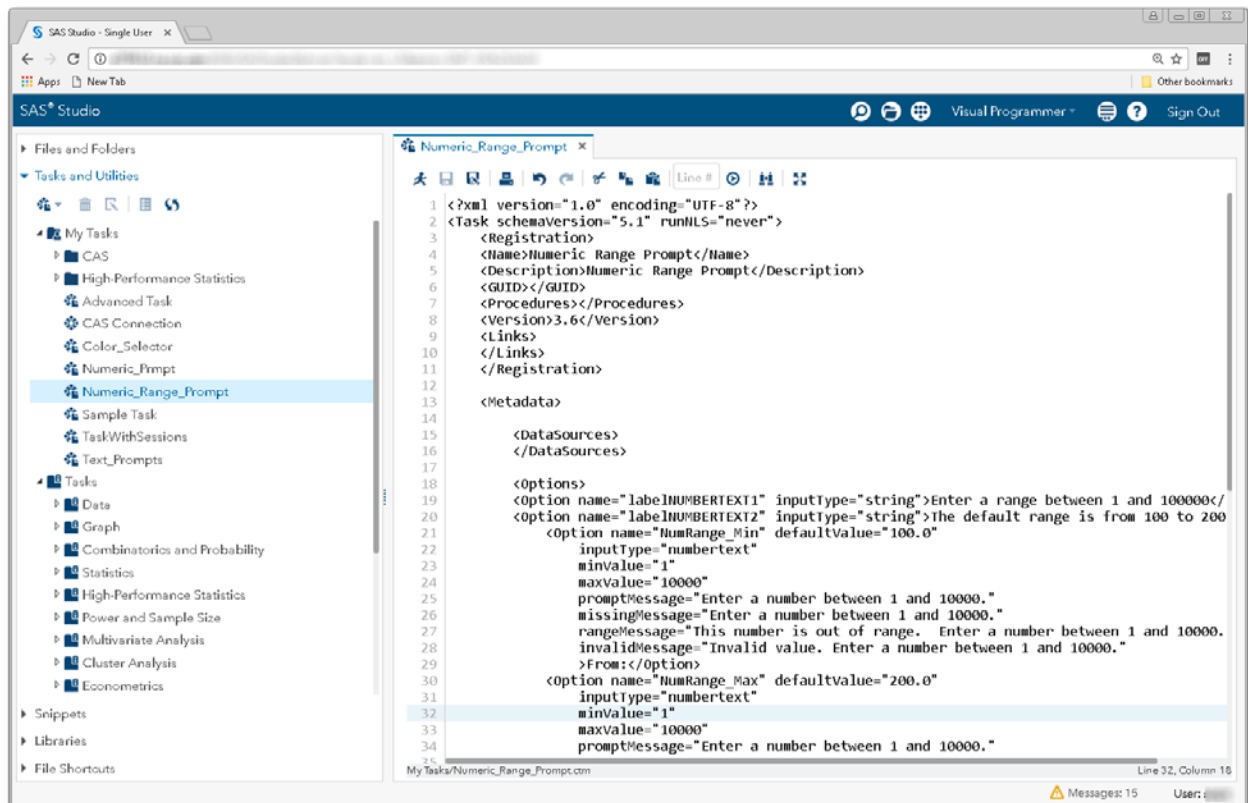 SAS Studio - Single User
Apps New Tab
Other bookmarks
SAS® Studio
Visual Programmer
Sign Out
Files and Folders
Tasks and Utilities
My Tasks
CAS
High-Performance Statistics
Advanced Task
CAS Connection
Color_Selector
Numeric_Prmpt
Numeric_Range_Prompt
Sample Task
TaskWithSessions
Text_Prompts
Tasks
Data
Graph
Combinatorics and Probability
Statistics
High-Performance Statistics
Power and Sample Size
Multivariate Analysis
Cluster Analysis
Econometrics
Snippets
Libraries
File Shortcuts
Numeric_Range_Prompt
Line #
1 <?xml version="1.0" encoding="UTF-8"?>
2 <Task schemaVersion="5.1" runNLS="never">
3 <Registration>
4 <Name>Numeric Range Prompt</Name>
5 <Description>Numeric Range Prompt</Description>
6 <GUID></GUID>
7 <Procedures></Procedures>
8 <Version>3.6</Version>
9 <Links>
10 </Links>
11 </Registration>
12
13 <Metadata>
14
15 <DataSources>
16 </DataSources>
17
18 <Options>
19 <Option name="labelNUMBERTEXT1" inputType="string">Enter a range between 1 and 100000</
20 <Option name="labelNUMBERTEXT2" inputType="string">The default range is from 100 to 200
21 <Option name="NumRange_Min" defaultValue="100.0"
22 inputType="numbertext"
23 minValue="1"
24 maxValue="10000"
25 promptMessage="Enter a number between 1 and 10000."
26 missingMessage="Enter a number between 1 and 10000."
27 rangeMessage="This number is out of range. Enter a number between 1 and 10000.
28 invalidMessage="Invalid value. Enter a number between 1 and 10000."
29 >From:</Option>
30 <Option name="NumRange_Max" defaultValue="200.0"
31 inputType="numbertext"
32 minValue="1"
33 maxValue="10000"
34 promptMessage="Enter a number between 1 and 10000."
35
My Tasks/Numeric_Range_Prompt.ctm
Line 32, Column 18
Messages: 15
User: